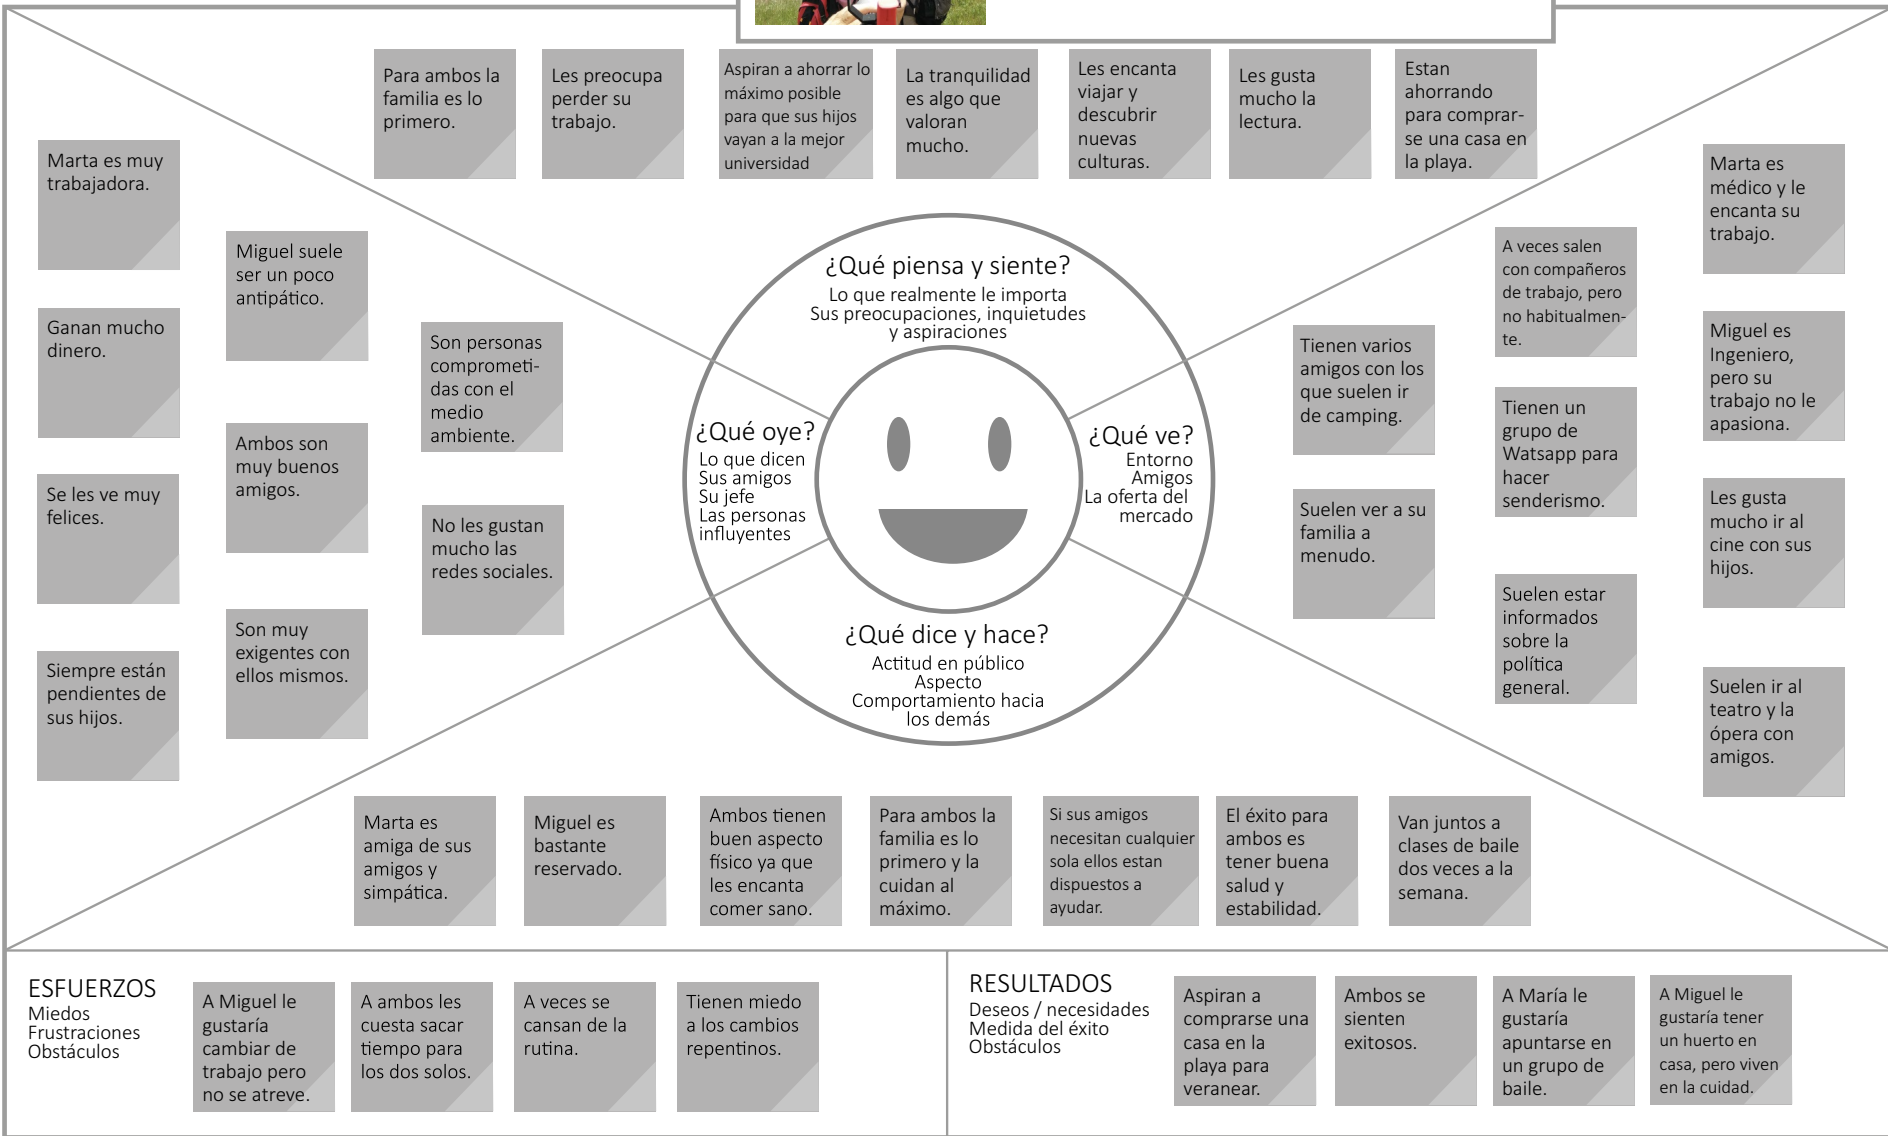 Para ambos la
familia es lo
primero.
Les preocupa
perder su
trabajo.
Aspiran a ahorrar lo
máximo posible
para que sus hijos
vayan a la mejor
universidad
La tranquilidad
es algo que
valoran
mucho.
Les encanta
viajar y
descubrir
nuevas
culturas.
Les gusta
mucho la
lectura.
Estan
ahorrando
para comprar-
se una casa en
la playa.
Marta es muy
trabajadora.
Ganan mucho
dinero.
Se les ve muy
felices.
Siempre están
pendientes de
sus hijos.
Miguel suele
ser un poco
antipático.
Ambos son
muy buenos
amigos.
Son muy
exigentes con
ellos mismos.
Son personas
comprometi-
das con el
medio
ambiente.
No les gustan
mucho las
redes sociales.
¿Qué piensa y siente?
Lo que realmente le importa
Sus preocupaciones, inquietudes
y aspiraciones
¿Qué oye?
Lo que dicen
Sus amigos
Su jefe
Las personas
influyentes
¿Qué ve?
Entorno
Amigos
La oferta del
mercado
¿Qué dice y hace?
Actitud en público
Aspecto
Comportamiento hacia
los demás
Tienen varios
amigos con los
que suelen ir
de camping.
Suelen ver a su
familia a
menudo.
A veces salen
con compañeros
de trabajo, pero
no habitualmen-
te.
Tienen un
grupo de
Watsapp para
hacer
senderismo.
Suelen estar
informados
sobre la
política
general.
Marta es
médico y le
encanta su
trabajo.
Miguel es
Ingeniero,
pero su
trabajo no le
apasiona.
Les gusta
mucho ir al
cine con sus
hijos.
Suelen ir al
teatro y la
ópera con
amigos.
Marta es
amiga de sus
amigos y
simpática.
Miguel es
bastante
reservado.
Ambos tienen
buen aspecto
físico ya que
les encanta
comer sano.
Para ambos la
familia es lo
primero y la
cuidan al
máximo.
Si sus amigos
necesitan cualquier
sola ellos estan
dispuestos a
ayudar.
El éxito para
ambos es
tener buena
salud y
estabilidad.
Van juntos a
clases de baile
dos veces a la
semana.
ESFUERZOS
Miedos
Frustraciones
Obstáculos
A Miguel le
gustaría
cambiar de
trabajo pero
no se atreve.
A ambos les
cuesta sacar
tiempo para
los dos solos.
A veces se
cansan de la
rutina.
Tienen miedo
a los cambios
repentinos.
RESULTADOS
Deseos / necesidades
Medida del éxito
Obstáculos
Aspiran a
comprarse una
casa en la
playa para
veranear.
Ambos se
sienten
exitosos.
A María le
gustaría
apuntarse en
un grupo de
baile.
A Miguel le
gustaría tener
un huerto en
casa, pero viven
en la cuidad.